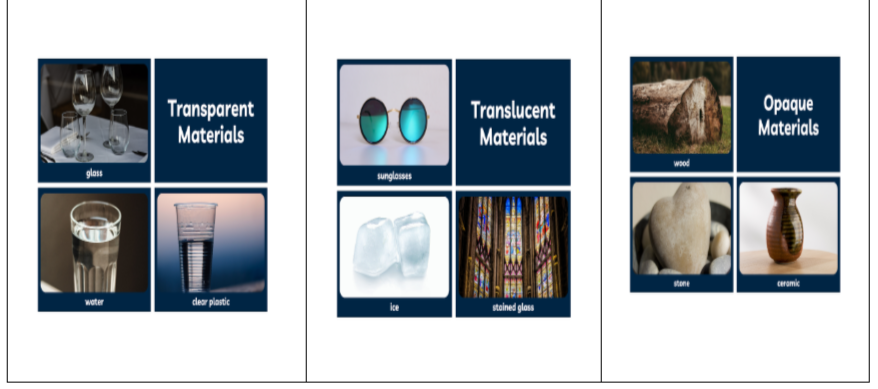 glass
Transparent
Materials
water
clear plastic
sunglasses
Translucent
Materials
ice
stained glass
wood
Opaque
Materials
stone
ceramic